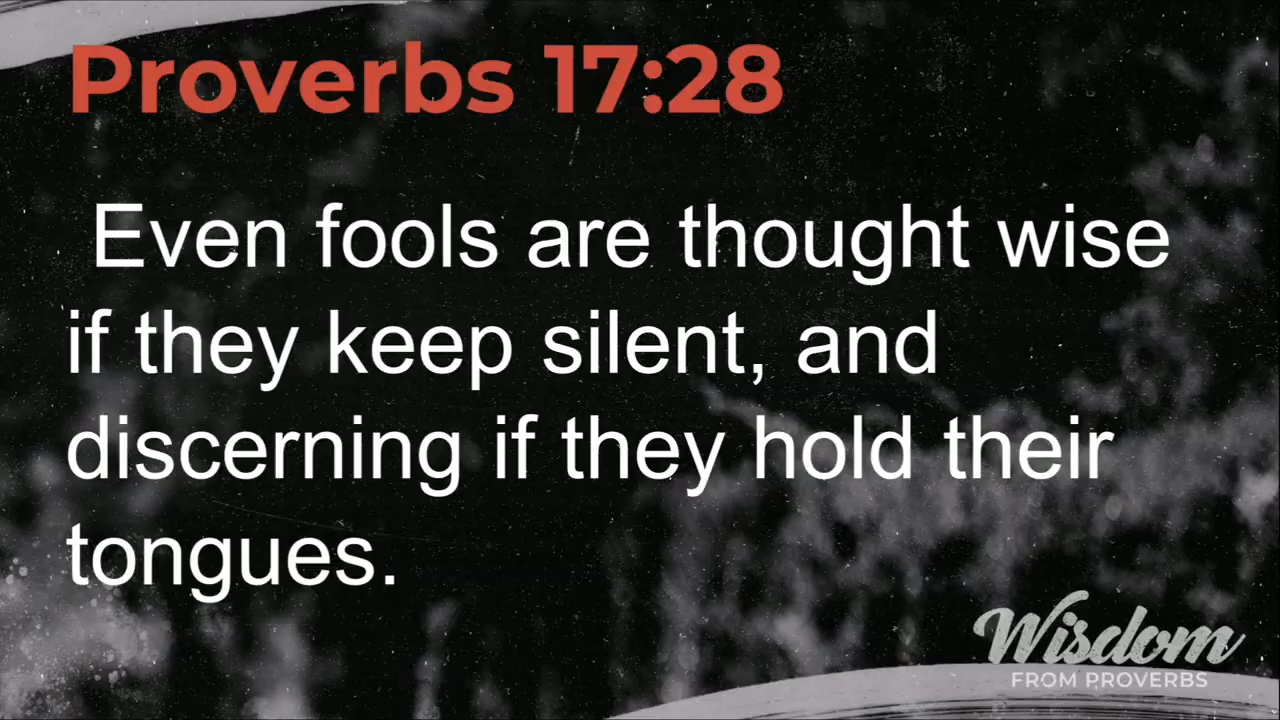 Proverbs 17:28
Even fools are thought wise
if they keep silent, and
discerning if they hold their
tongues.
Wisdom
FROM PROVERBS